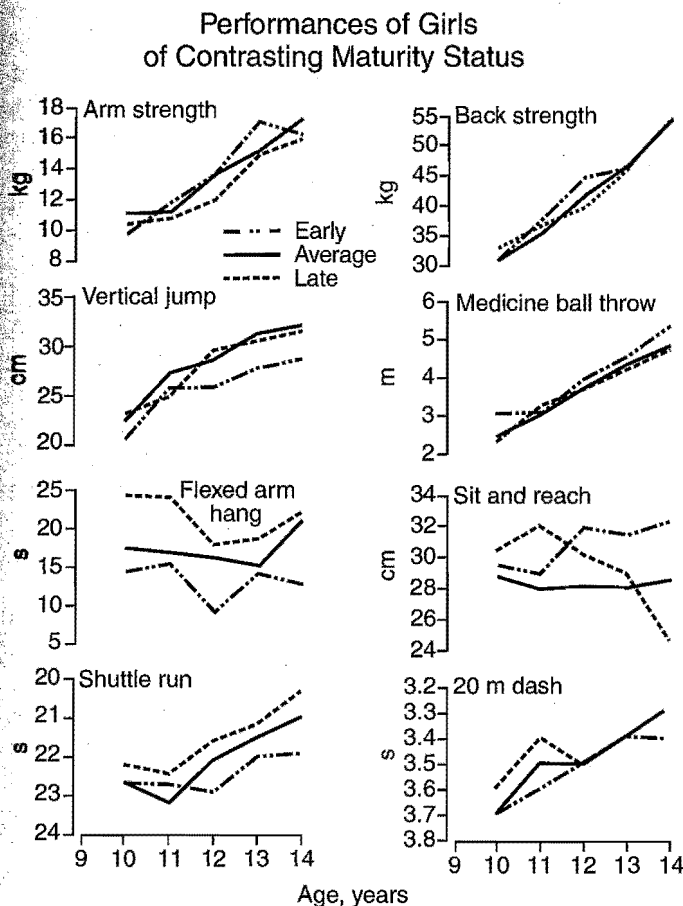 Performances of Girls
of Contrasting Maturity Status
Arm strength
18
16
14
12
10
8
kg
Early
Average
Late
Back strength
55
50
45
40
35
30
kg
Vertical jump
35
30
25
20
cm
Medicine ball throw
6
5
4
3
2
m
Flexed arm
hang
25
20
15
10
5
s
Sit and reach
34
32
30
28
26
24
cm
Shuttle run
20
21
22
23
24
s
9 10 11 12 13 14
20 m dash
3.2
3.3
3.4
3.5
3.6
3.7
3.8
s
9 10 11 12 13 14
Age, years